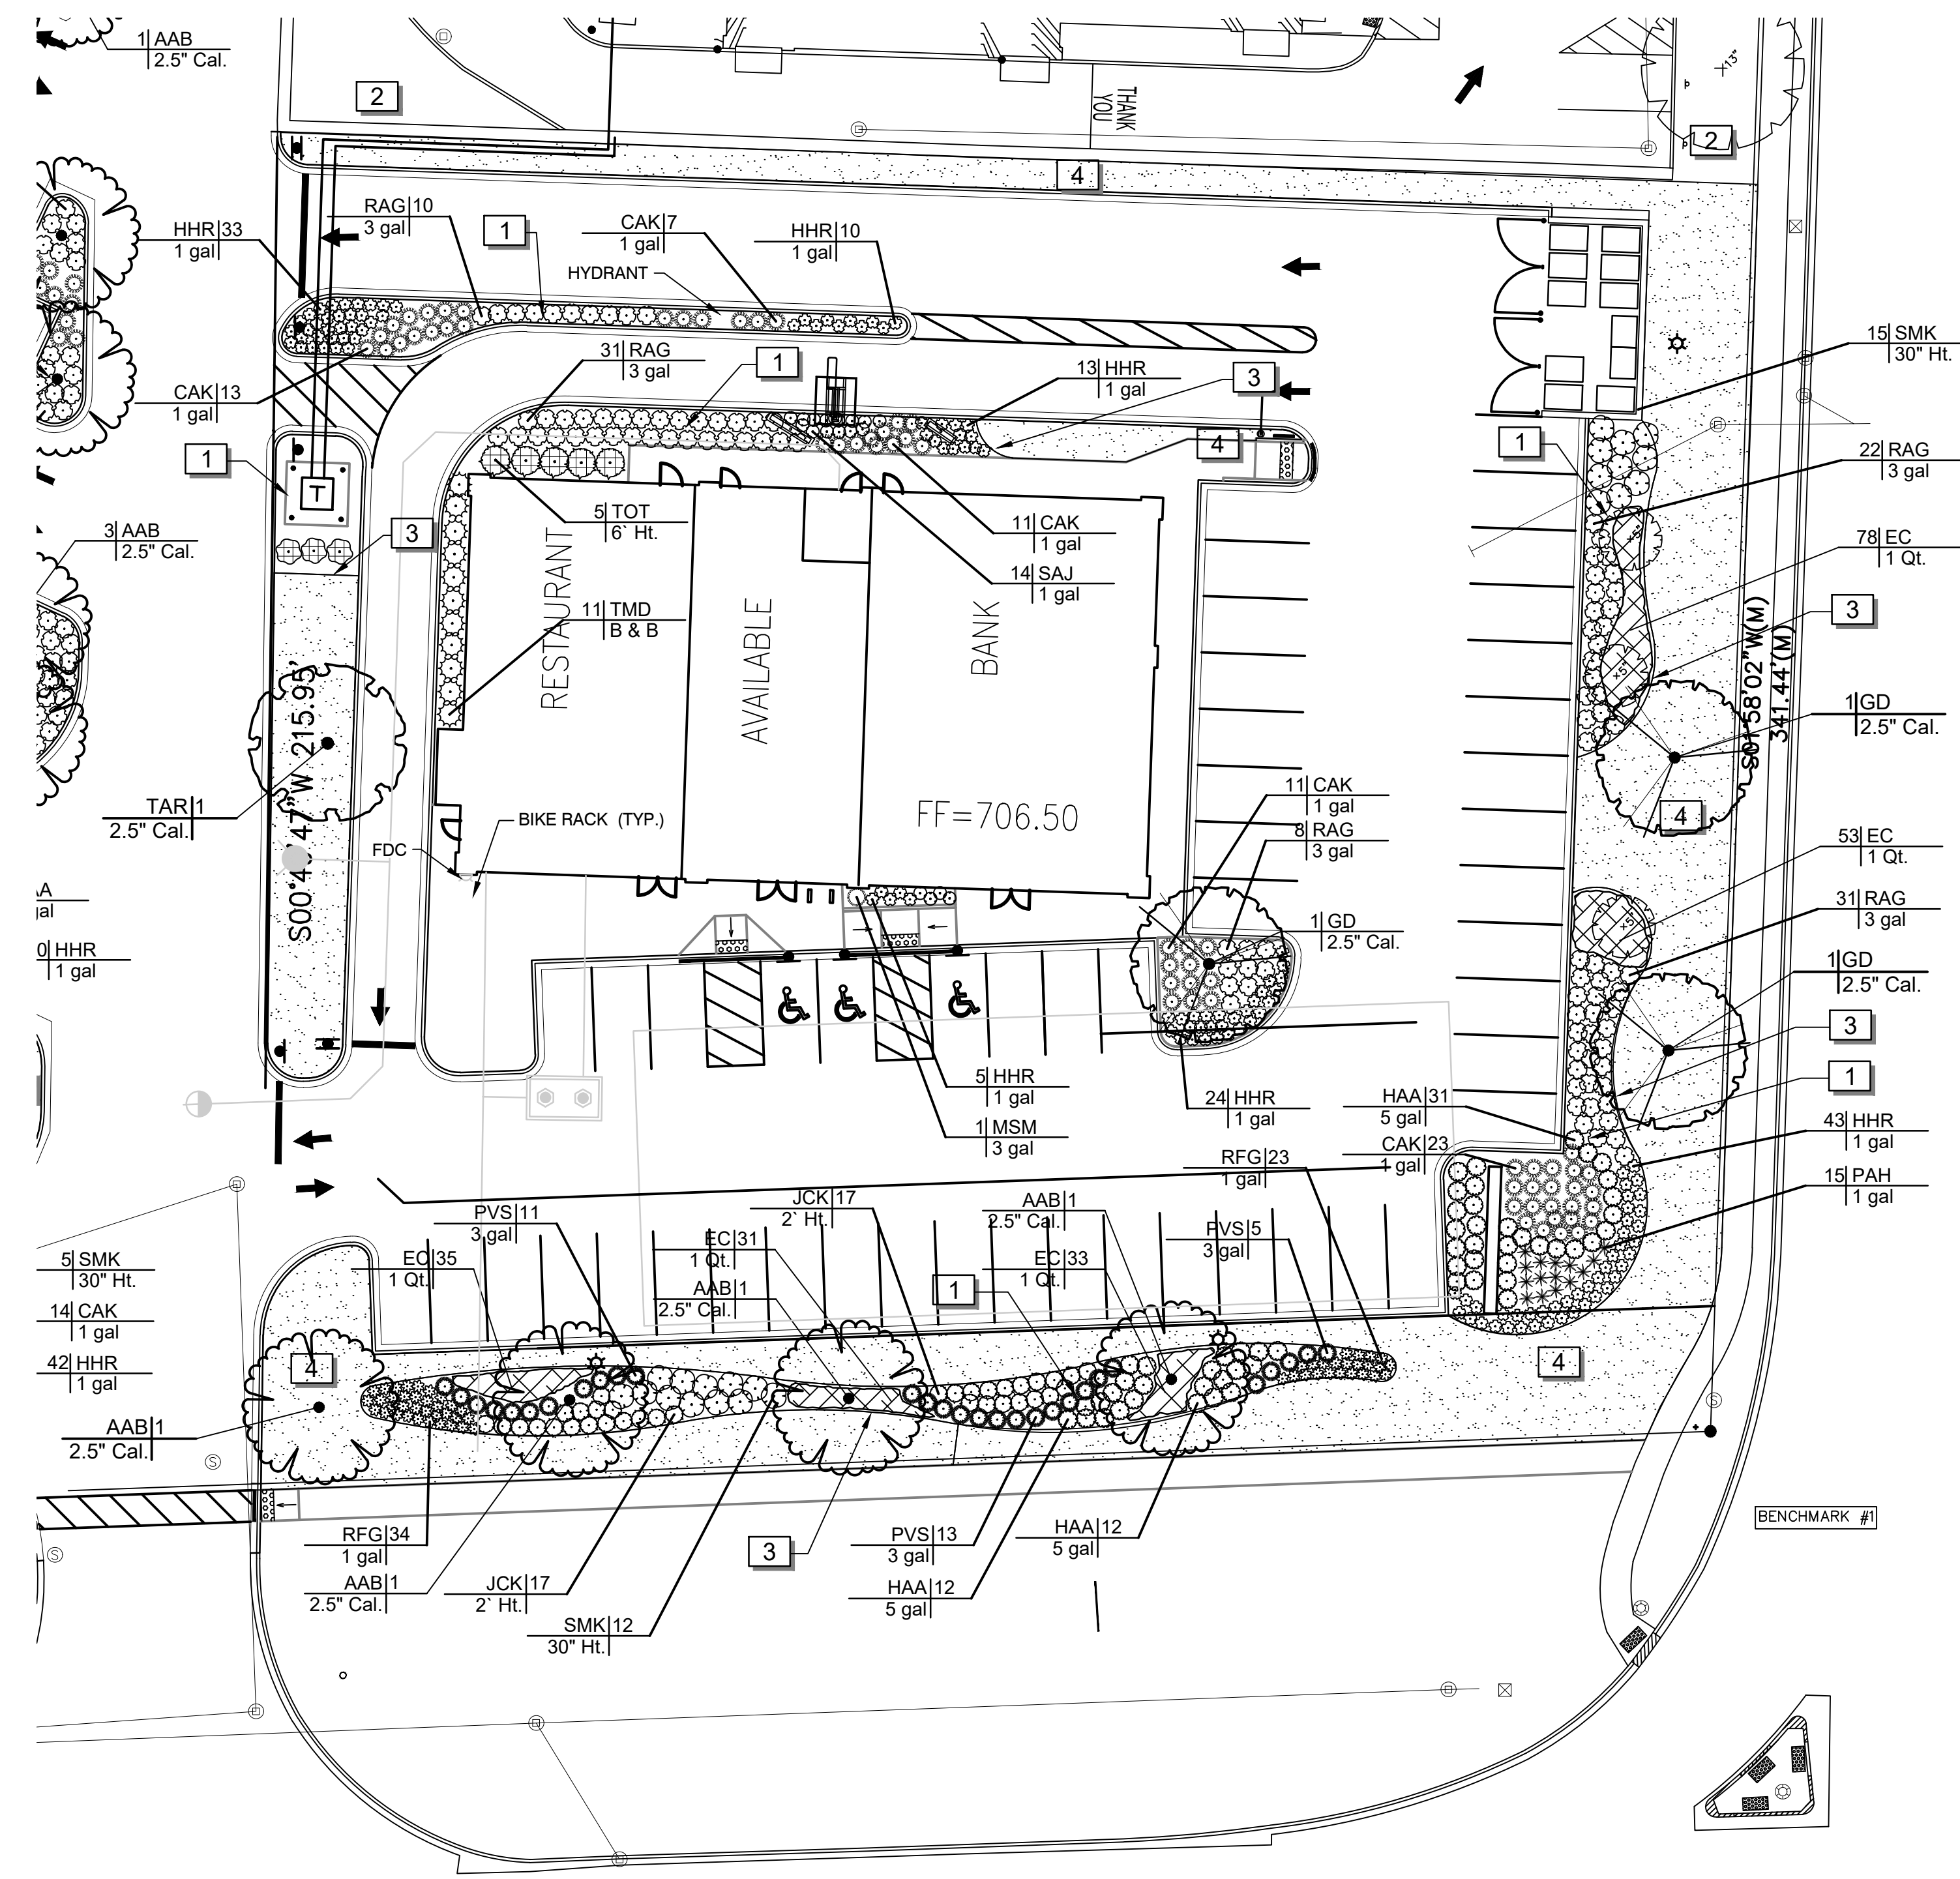 1 AAB
2.5" Cal.
2
THANK
YOU
X13"
2
4
RAG 10
3 gal
HHR 33
1 gal
1
CAK 7
1 gal
HHR 10
1 gal
HYDRANT
15 SMK
30" Ht.
31 RAG
3 gal
1
13 HHR
1 gal
3
CAK 13
1 gal
4
1
1
22 RAG
3 gal
T
5 TOT
6` Ht.
3
3 AAB
2.5" Cal.
11 CAK
1 gal
78 EC
1 Qt.
14 SAJ
1 gal
11 TMD
B & B
RESTAURANT
AVAILABLE
BANK
3
341.44'(M)
1 GD
2.5" Cal.
TAR 1
2.5" Cal.
BIKE RACK (TYP.)
FDC
FF=706.50
11 CAK
1 gal
8 RAG
3 gal
4
53 EC
1 Qt.
1 GD
2.5" Cal.
31 RAG
3 gal
0 HHR
1 gal
1 GD
2.5" Cal.
3
5 HHR
1 gal
1
24 HHR
1 gal
HAA 31
5 gal
1 MSM
3 gal
43 HHR
1 gal
CAK 23
1 gal
RFG 23
1 gal
15 PAH
1 gal
PVS 11
3 gal
JCK 17
2` Ht.
AAB 1
2.5" Cal.
PVS 5
3 gal
EC 35
1 Qt.
EC 31
1 Qt.
EC 33
1 Qt.
5 SMK
30" Ht.
AAB 1
2.5" Cal.
1
14 CAK
1 gal
42 HHR
1 gal
4
4
AAB 1
2.5" Cal.
S
S
S
RFG 34
1 gal
3
PVS 13
3 gal
HAA 12
5 gal
BENCHMARK #1
AAB 1
2.5" Cal.
JCK 17
2` Ht.
HAA 12
5 gal
SMK 12
30" Ht.